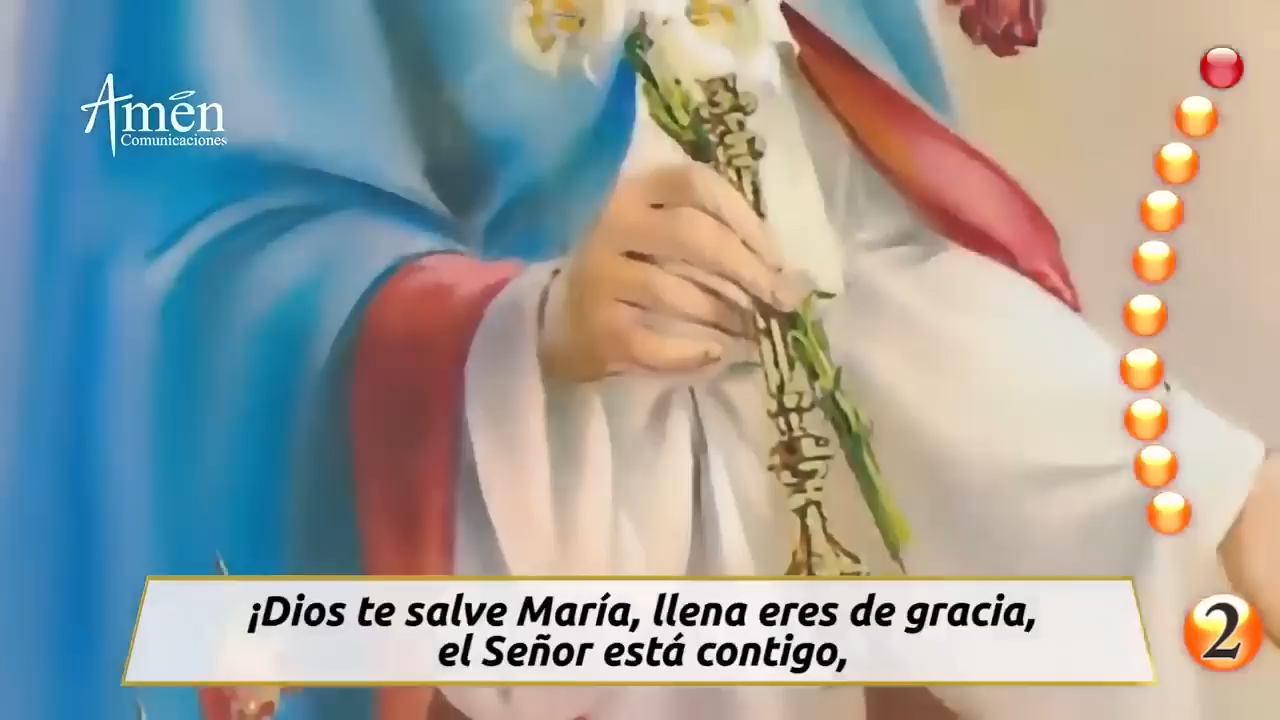 Amén
Comunicaciones
¡Dios te salve María, llena eres de gracia,
el Señor está contigo,
2